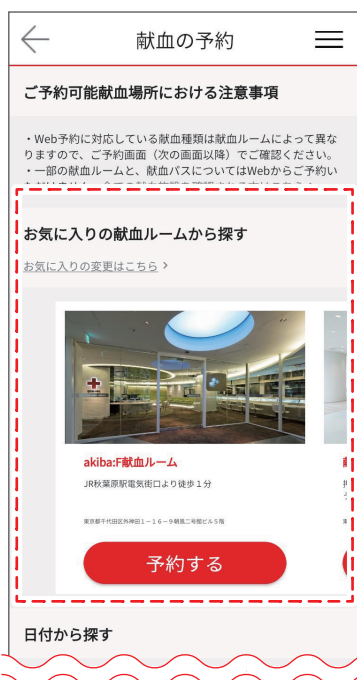 献血の予約
ご予約可能献血場所における注意事項
・Web予約に対応している献血種類は献血ルームによって異な
りますので、ご予約画面（次の画面以降）でご確認ください。
・一部の献血ルームと、献血バスについてはWebからご予約い
お気に入りの献血ルームから探す
お気に入りの変更はこちら >
akiba:F献血ルーム
JR秋葉原駅電気街口より徒歩１分
東京都千代田区外神田１－１６－９朝風二号館ビル５階
予約する
日付から探す